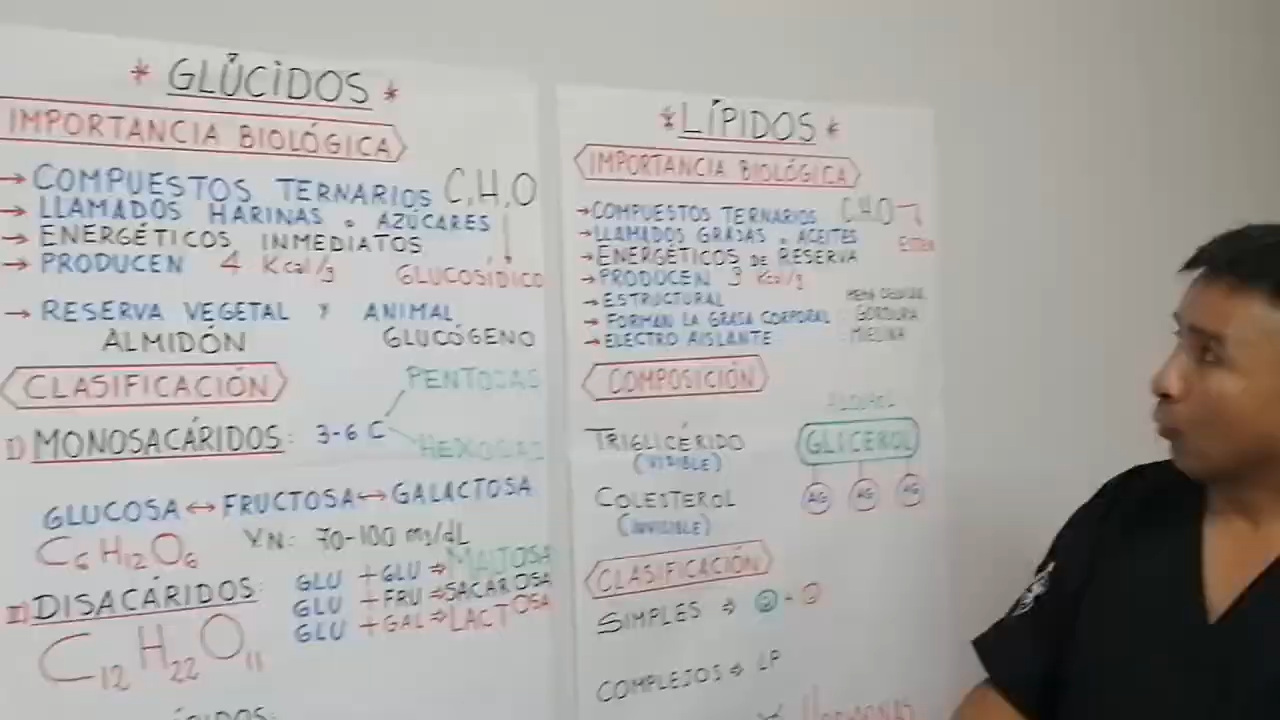 * GLÚCIDOS *
IMPORTANCIA BIOLÓGICA
→ COMPUESTOS TERNARIOS C,H,O
→ LLAMADOS HARINAS o AZÚCARES
→ ENERGÉTICOS INMEDIATOS
→ PRODUCEN 4 Kcal/g GLUCOSÍDICO
→ RESERVA VEGETAL Y ANIMAL
ALMIDÓN GLUCÓGENO
CLASIFICACIÓN
PENTOSAS
I) MONOSACÁRIDOS: 3-6 C
HEXOSAS
GLUCOSA ↔ FRUCTOSA ↔ GALACTOSA
C6H12O6 VN: 70-100 mg/dL
II) DISACÁRIDOS:
GLU + GLU ⇒ MALTOSA
GLU + FRU ⇒ SACAROSA
GLU + GAL ⇒ LACTOSA
C12H22O11
* LÍPIDOS *
IMPORTANCIA BIOLÓGICA
→ COMPUESTOS TERNARIOS C,H,O
ESTER
→ LLAMADOS GRASAS o ACEITES
→ ENERGÉTICOS DE RESERVA
→ PRODUCEN 9 Kcal/g
→ ESTRUCTURAL
→ FORMAN LA GRASA CORPORAL: GORDURA
→ ELECTRO AISLANTE: MIELINA
COMPOSICIÓN
ALCOHOL
TRIGLICÉRIDO GLICEROL
(VISIBLE)
COLESTEROL AG AG AG
(INVISIBLE)
CLASIFICACIÓN
SIMPLES ⇒
COMPLEJOS ⇒ LP
HORMONAS